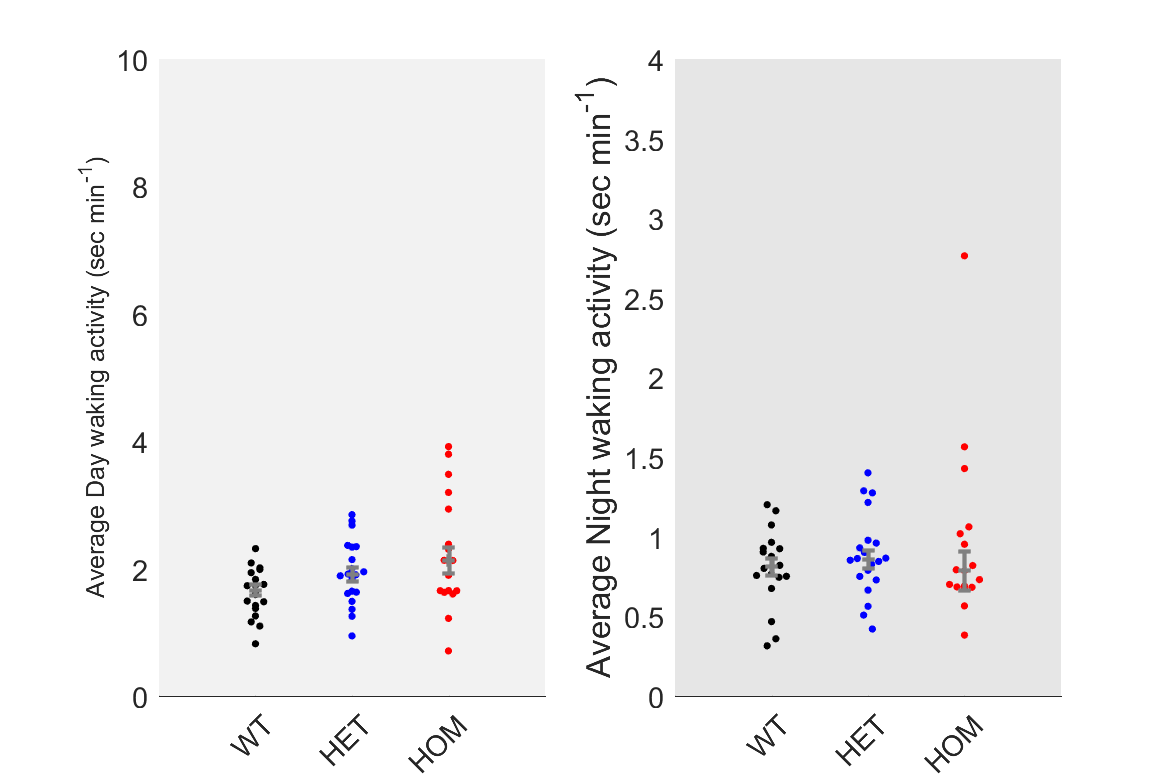 Average Day waking activity (sec min-1)
10
8
6
4
2
0
WT
HET
HOM
Average Night waking activity (sec min-1)
4
3.5
3
2.5
2
1.5
1
0.5
0
WT
HET
HOM